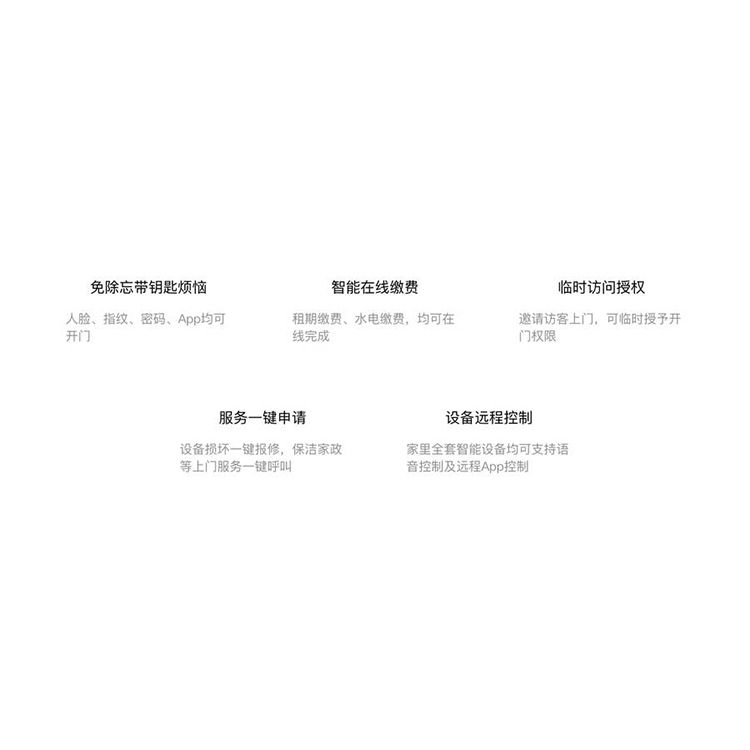 免除忘带钥匙烦恼
人脸、指纹、密码、App均可
开门
智能在线缴费
租期缴费、水电缴费，均可在
线完成
临时访问授权
邀请访客上门，可临时授予开
门权限
服务一键申请
设备损坏一键报修，保洁家政
等上门服务一键呼叫
设备远程控制
家里全套智能设备均可支持语
音控制及远程App控制